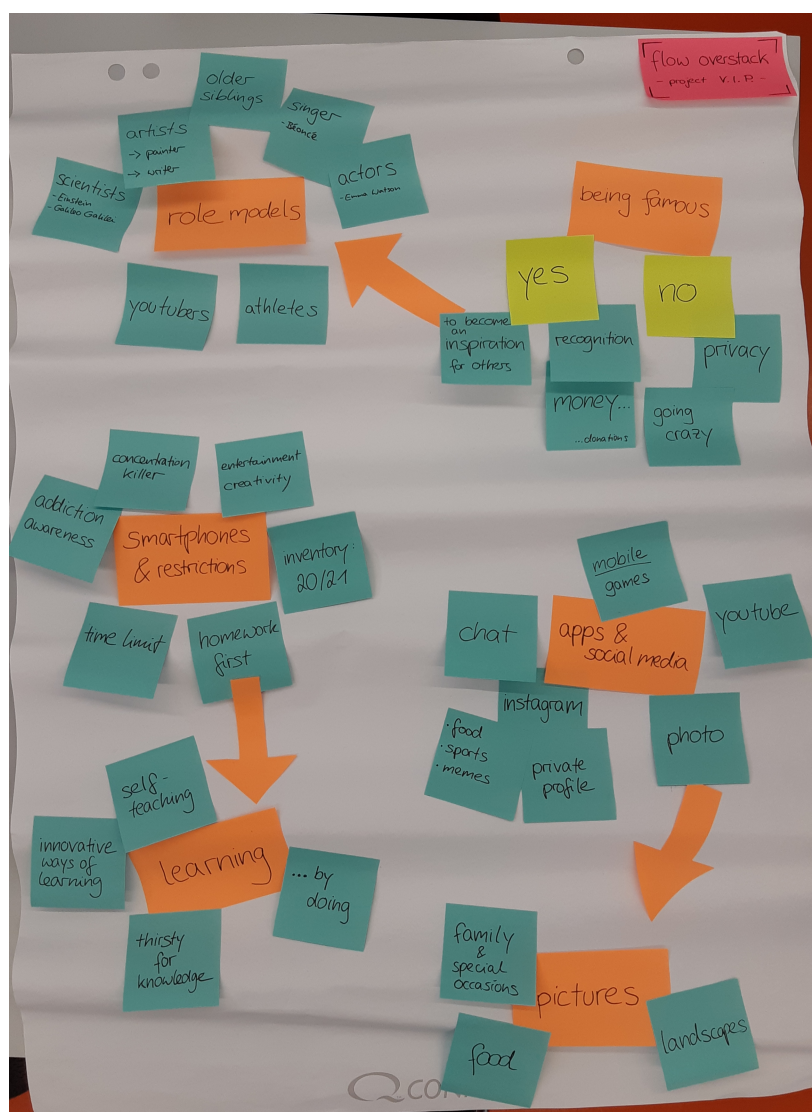 flow overstack
- project V.I.P. -
older
siblings
singer
- Béoncé
artists
-> painter
-> writer
actors
- Emma Watson
scientists
- Einstein
- Galileo Galilei
role models
youtubers
athletes
being famous
yes
no
to become
an
inspiration
for others
recognition
privacy
money...
...donations
going
crazy
concentration
killer
entertainment
creativity
addiction
awareness
smartphones
& restrictions
inventory:
20/21
time limit
homework
first
mobile
games
chat
apps &
social media
youtube
instagram
· food
· sports
· memes
private
profile
photo
self-
teaching
innovative
ways of
learning
learning
... by
doing
thirsty
for
knowledge
family
&
special
occasions
pictures
food
landscapes